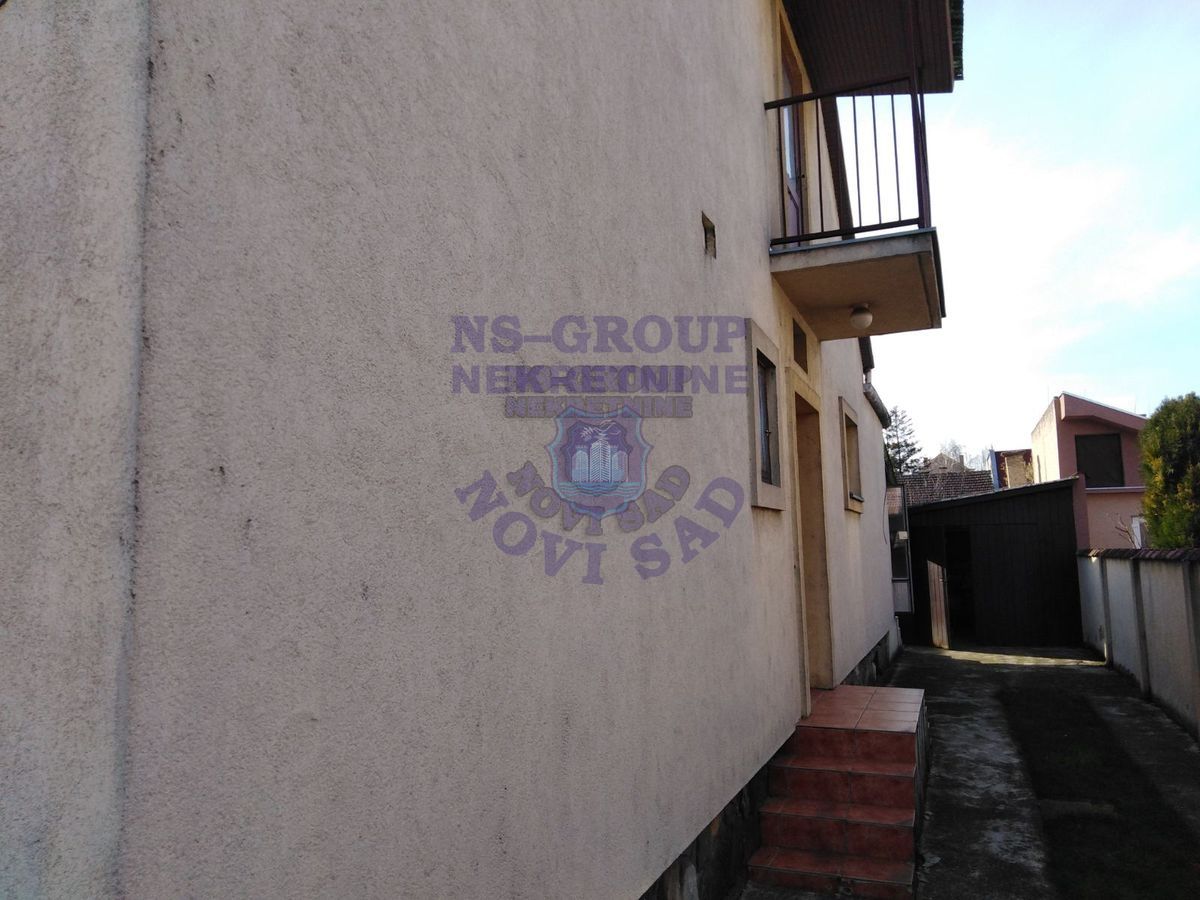 NS-GROUP
NEKRETNINE
NEKRETNINE
NOVI SAD
NOVI SAD